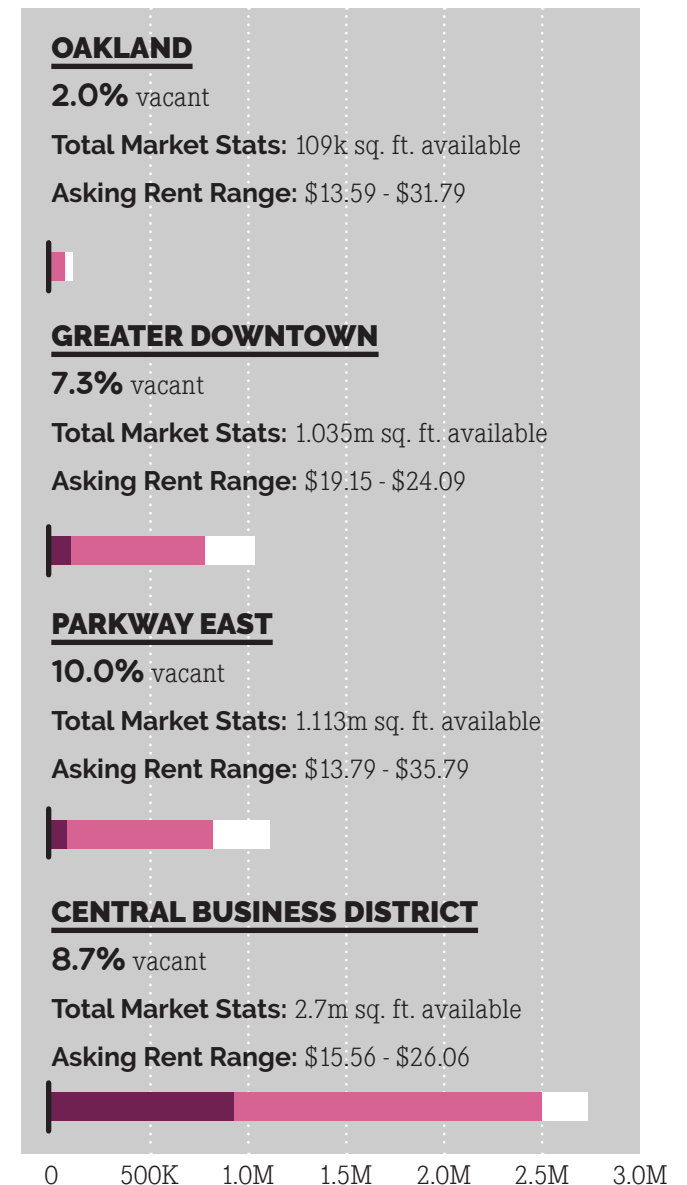 OAKLAND
2.0% vacant
Total Market Stats: 109k sq. ft. available
Asking Rent Range: $13.59 - $31.79
GREATER DOWNTOWN
7.3% vacant
Total Market Stats: 1.035m sq. ft. available
Asking Rent Range: $19.15 - $24.09
PARKWAY EAST
10.0% vacant
Total Market Stats: 1.113m sq. ft. available
Asking Rent Range: $13.79 - $35.79
CENTRAL BUSINESS DISTRICT
8.7% vacant
Total Market Stats: 2.7m sq. ft. available
Asking Rent Range: $15.56 - $26.06
0 500K 1.0M 1.5M 2.0M 2.5M 3.0M